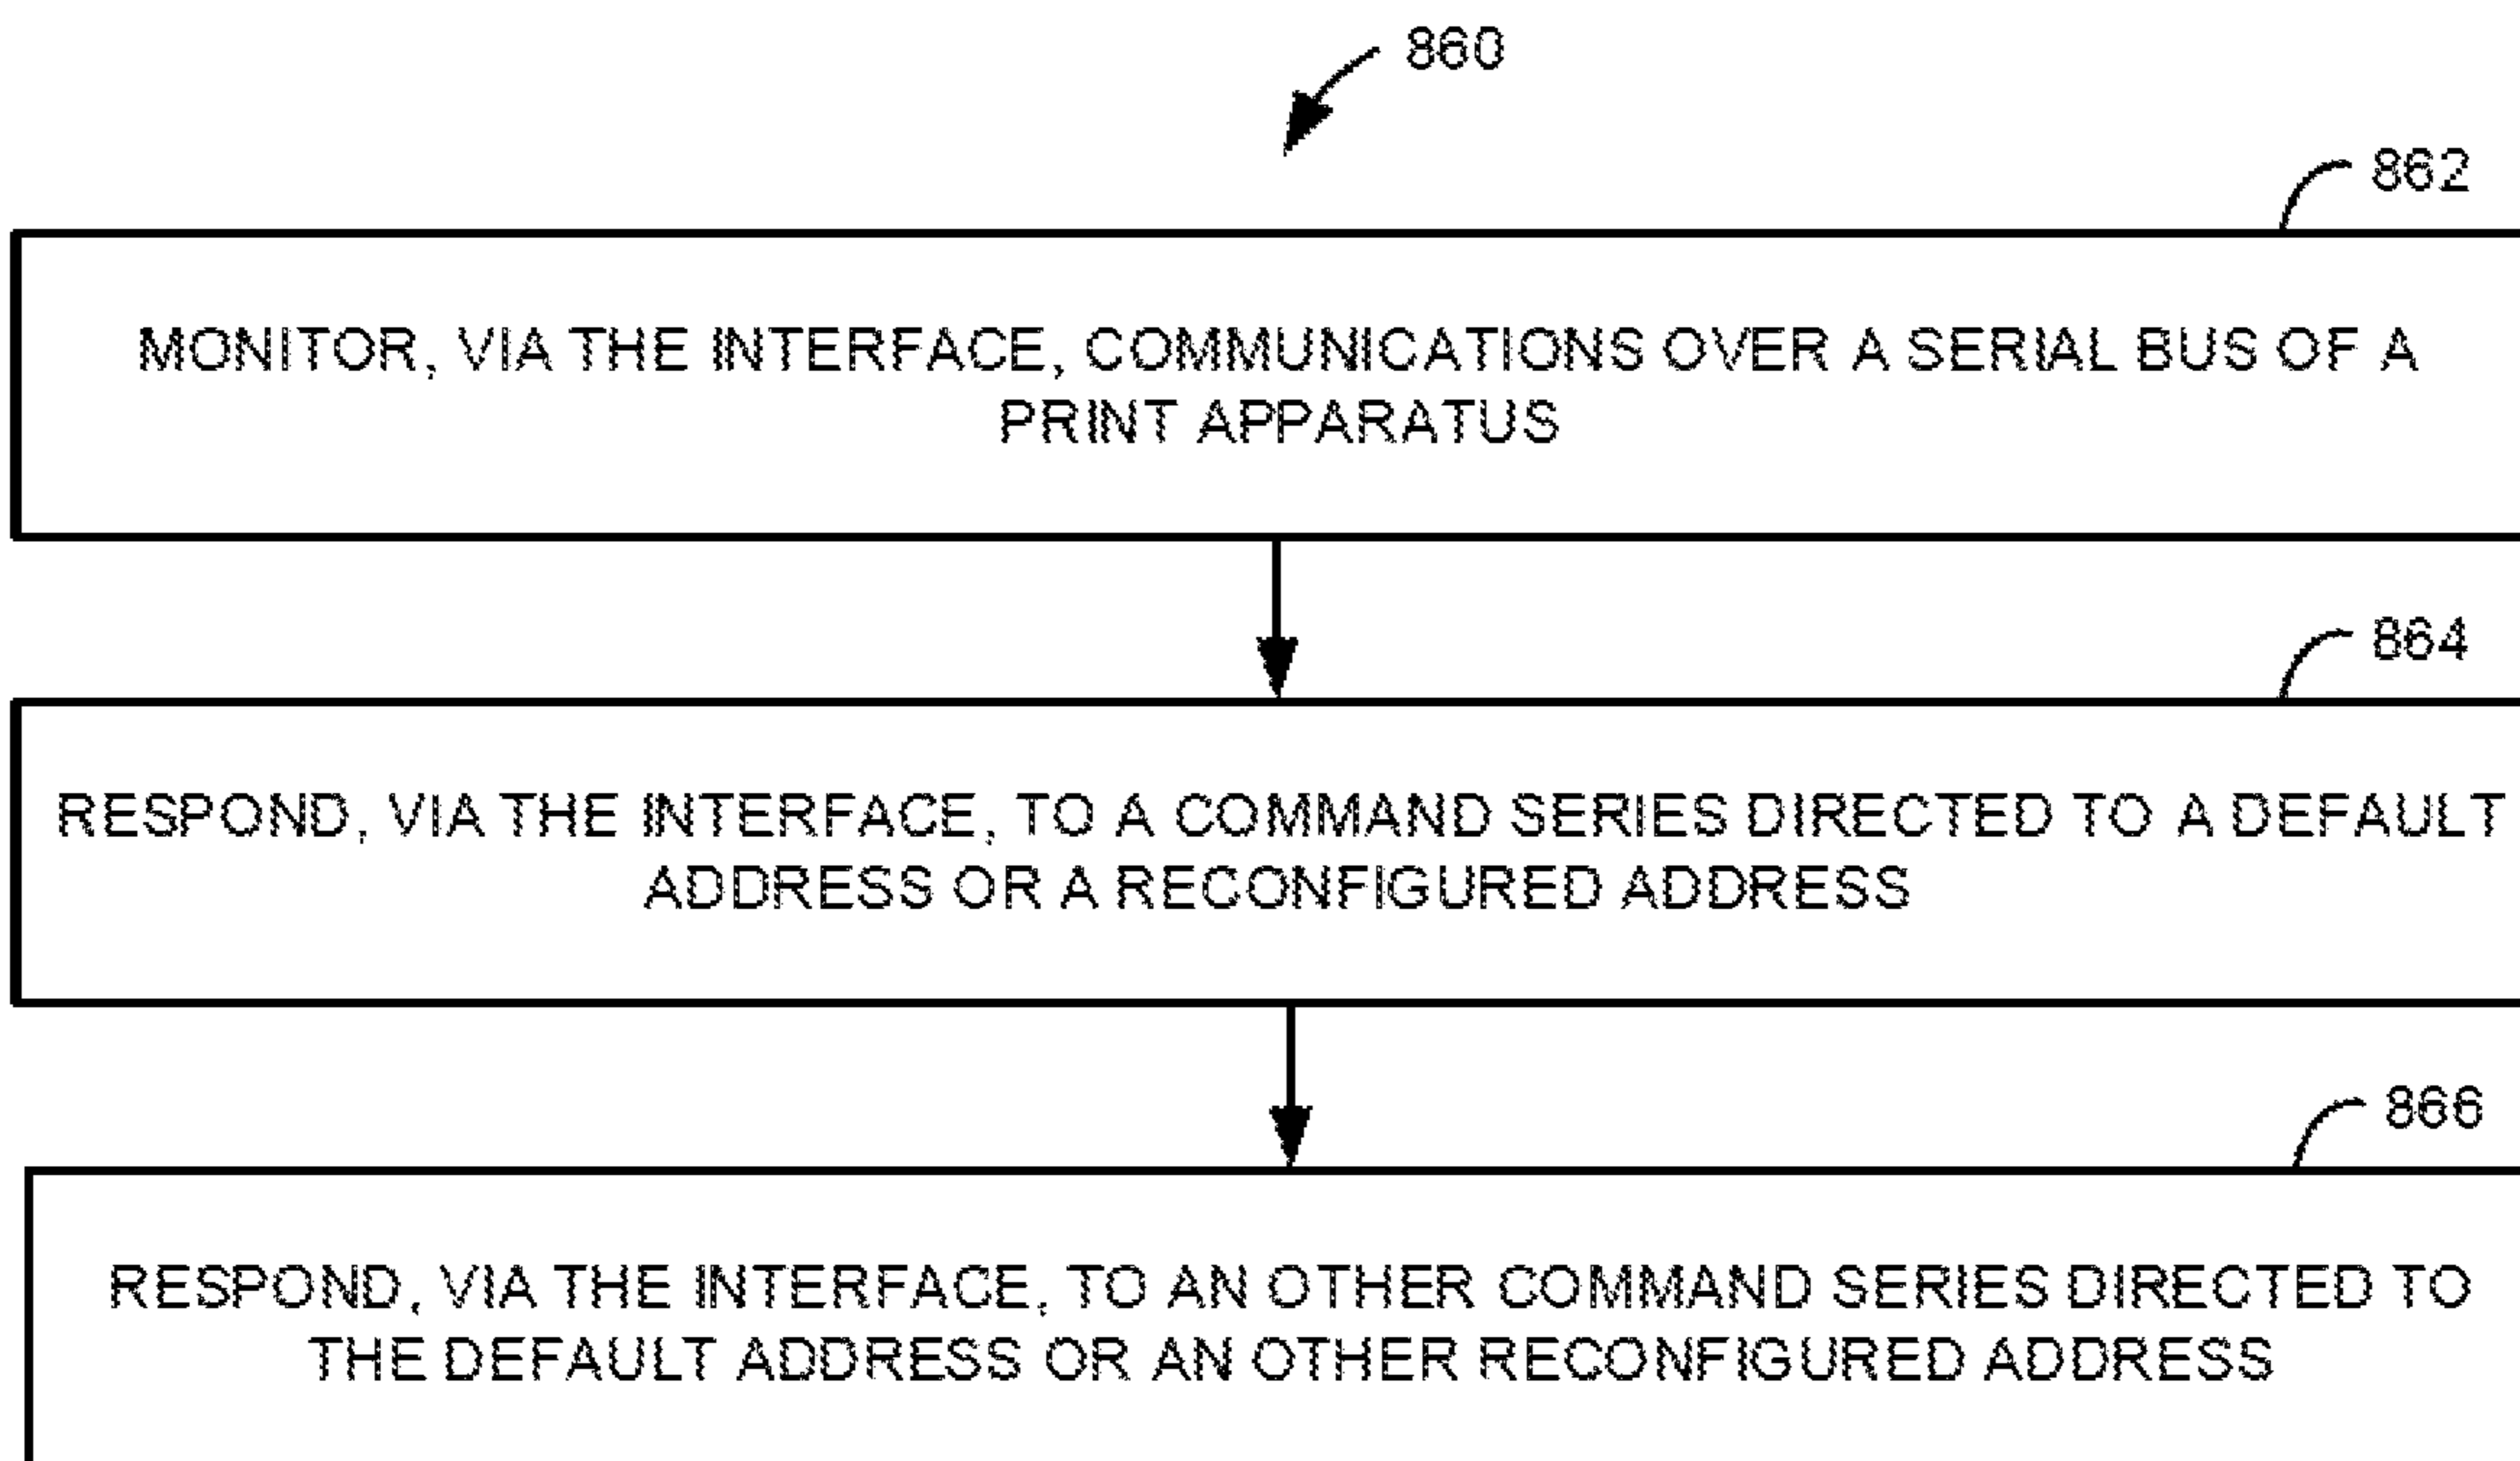 860
862
MONITOR, VIA THE INTERFACE, COMMUNICATIONS OVER A SERIAL BUS OF A
PRINT APPARATUS
864
RESPOND, VIA THE INTERFACE, TO A COMMAND SERIES DIRECTED TO A DEFAULT
ADDRESS OR A RECONFIGURED ADDRESS
866
RESPOND, VIA THE INTERFACE, TO AN OTHER COMMAND SERIES DIRECTED TO
THE DEFAULT ADDRESS OR AN OTHER RECONFIGURED ADDRESS